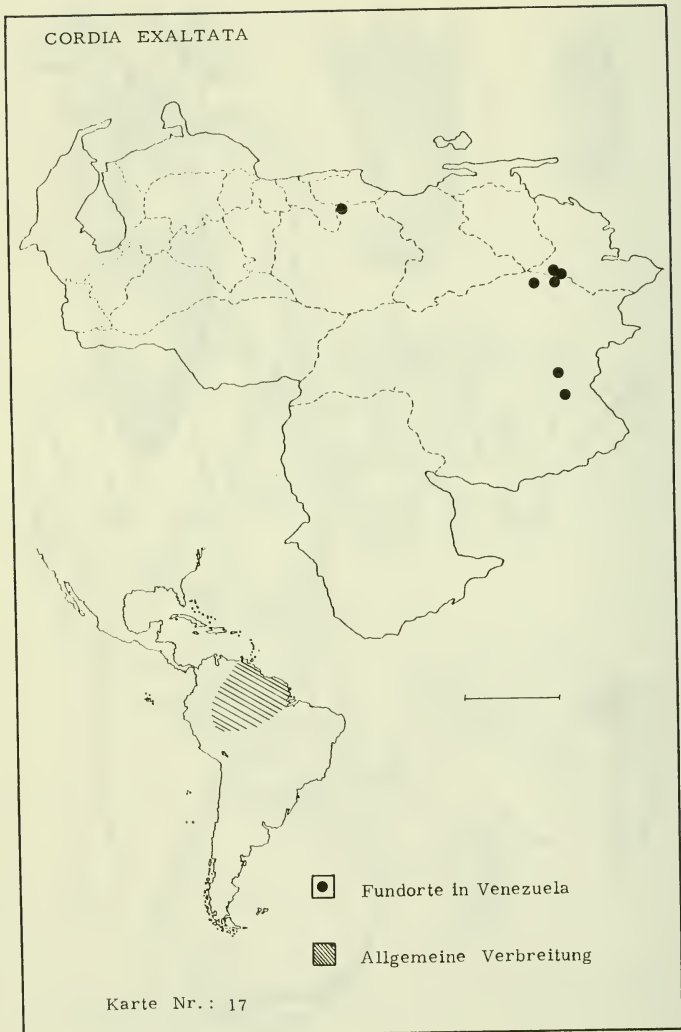 CORDIA EXALTATA
Fundorte in Venezuela
Allgemeine Verbreitung
Karte Nr.: 17